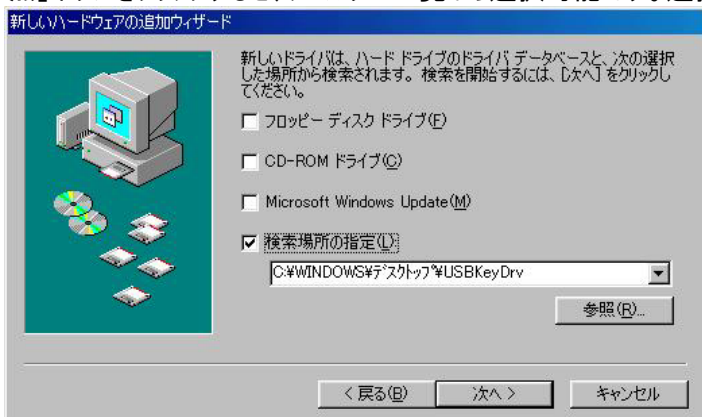 新しいハードウェアの追加ウィザード
新しいドライバは、ハード ドライブのドライバ データベースと、次の選択
した場所から検索されます。 検索を開始するには、[次へ] をクリックし
てください。
フロッピー ディスク ドライブ(F)
CD-ROM ドライブ(C)
Microsoft Windows Update(M)
検索場所の指定(L)
C:¥WINDOWS¥デスクトップ¥USBKeyDrv
参照(R)...
< 戻る(B)
次へ >
キャンセル